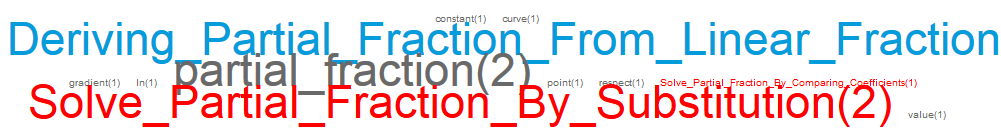 constant(1) curve(1)
Deriving_Partial_Fraction_From_Linear_Fraction
partial_fraction(2)
gradient(1) ln(1) point(1) respect(1) Solve_Partial_Fraction_By_Comparing_Coefficients(1)
Solve_Partial_Fraction_By_Substitution(2) value(1)